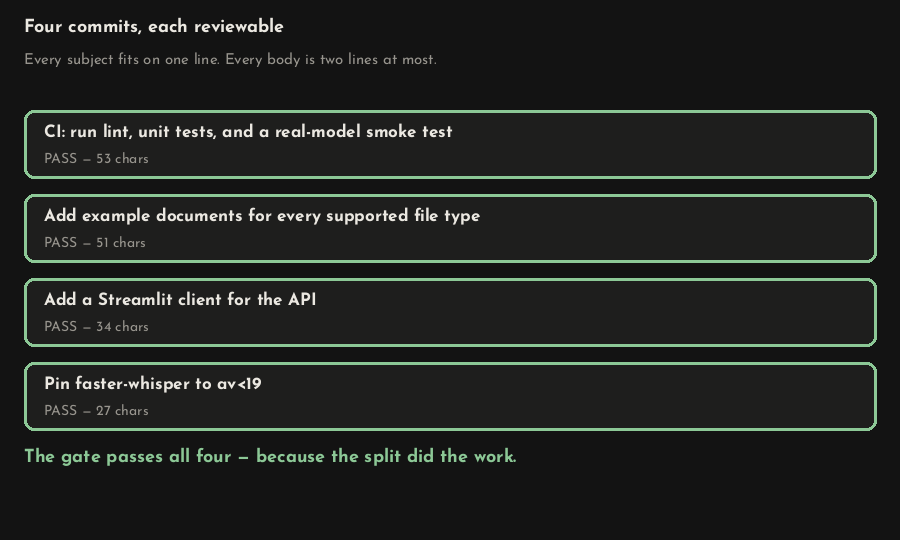 Four commits, each reviewable
Every subject fits on one line. Every body is two lines at most.
CI: run lint, unit tests, and a real-model smoke test
PASS — 53 chars
Add example documents for every supported file type
PASS — 51 chars
Add a Streamlit client for the API
PASS — 34 chars
Pin faster-whisper to av<19
PASS — 27 chars
The gate passes all four — because the split did the work.